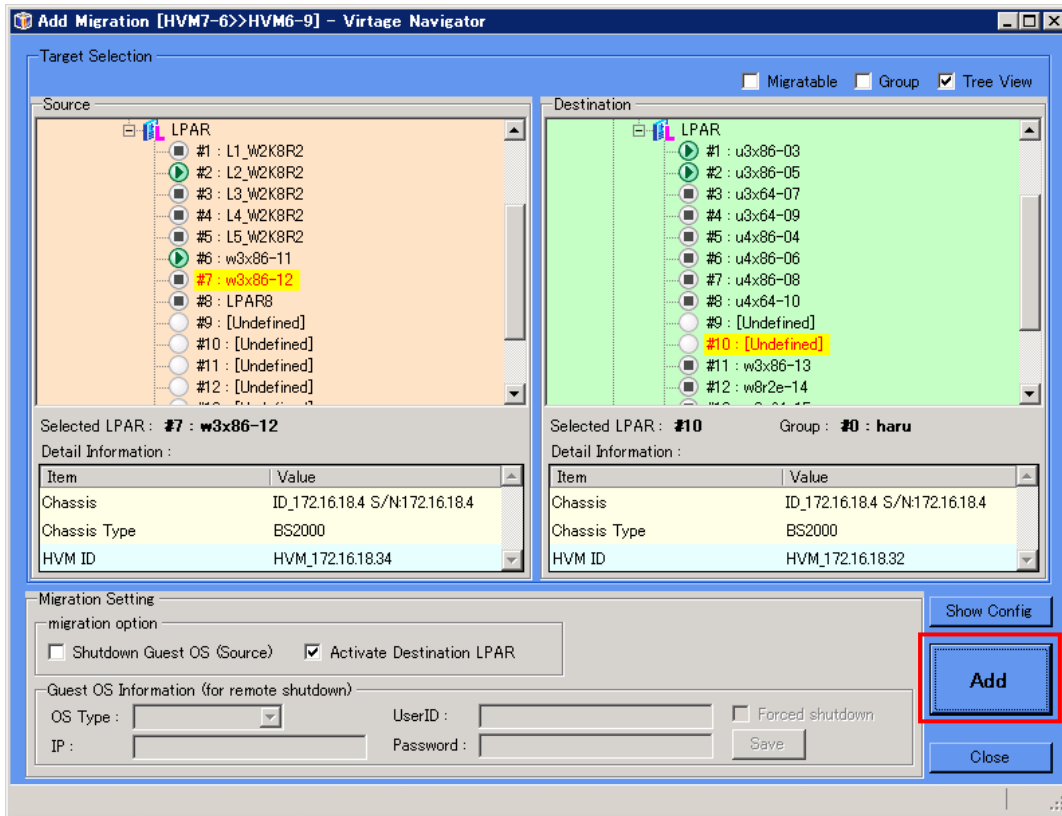 Add Migration [HVM7-6>>HVM6-9] - Virtage Navigator
Target Selection
Migratable Group Tree View
Source
LPAR
#1 : L1_W2K8R2
#2 : L2_W2K8R2
#3 : L3_W2K8R2
#4 : L4_W2K8R2
#5 : L5_W2K8R2
#6 : w3x86-11
#7 : w3x86-12
#8 : LPAR8
#9 : [Undefined]
#10 : [Undefined]
#11 : [Undefined]
#12 : [Undefined]
Selected LPAR : #7 : w3x86-12
Detail Information :
Item Value
Chassis ID_172.16.18.4 S/N:172.16.18.4
Chassis Type BS2000
HVM ID HVM_172.16.18.34
Destination
LPAR
#1 : u3x86-03
#2 : u3x86-05
#3 : u3x64-07
#4 : u3x64-09
#5 : u4x86-04
#6 : u4x86-06
#7 : u4x86-08
#8 : u4x64-10
#9 : [Undefined]
#10 : [Undefined]
#11 : w3x86-13
#12 : w8r2e-14
Selected LPAR : #10 Group : #0 : haru
Detail Information :
Item Value
Chassis ID_172.16.18.4 S/N:172.16.18.4
Chassis Type BS2000
HVM ID HVM_172.16.18.32
Migration Setting
migration option
Shutdown Guest OS (Source) Activate Destination LPAR
Guest OS Information (for remote shutdown)
OS Type : UserID : Forced shutdown
IP : Password : Save
Show Config
Add
Close